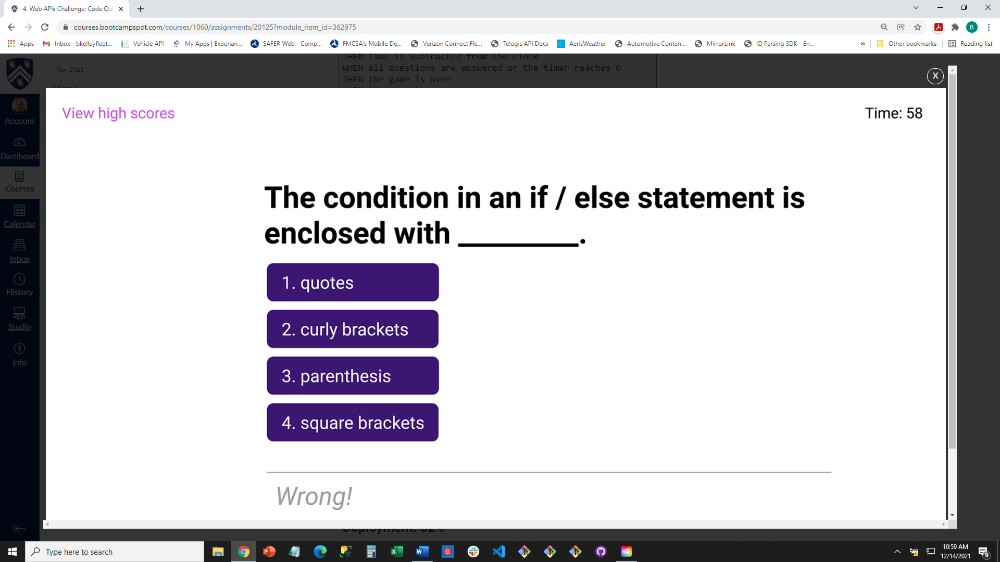 4. Web APIs Challenge: Code Qui
courses.bootcampspot.com/courses/1060/assignments/20125?module_item_id=362975
B
Apps
Inbox - bkelleyfleet...
Vehicle API
My Apps | Experian...
SAFER Web - Comp...
FMCSA's Mobile De...
Verizon Connect Fle...
Telogis API Docs
AerisWeather
Automotive Conten...
MirrorLink
ID Parsing SDK - En...
»
Other bookmarks
Reading list
THEN time is subtracted from the clock
Nov-2021
WHEN all questions are answered or the timer reaches 0
THEN the game is over
X
View high scores
Time: 58
Account
Dashboard
Courses
Calendar
Inbox
History
Studio
Info
The condition in an if / else statement is
enclosed with ________.
1. quotes
2. curly brackets
3. parenthesis
4. square brackets
Wrong!
Deployment: 32%
Type here to search
10:59 AM
12/14/2021
9